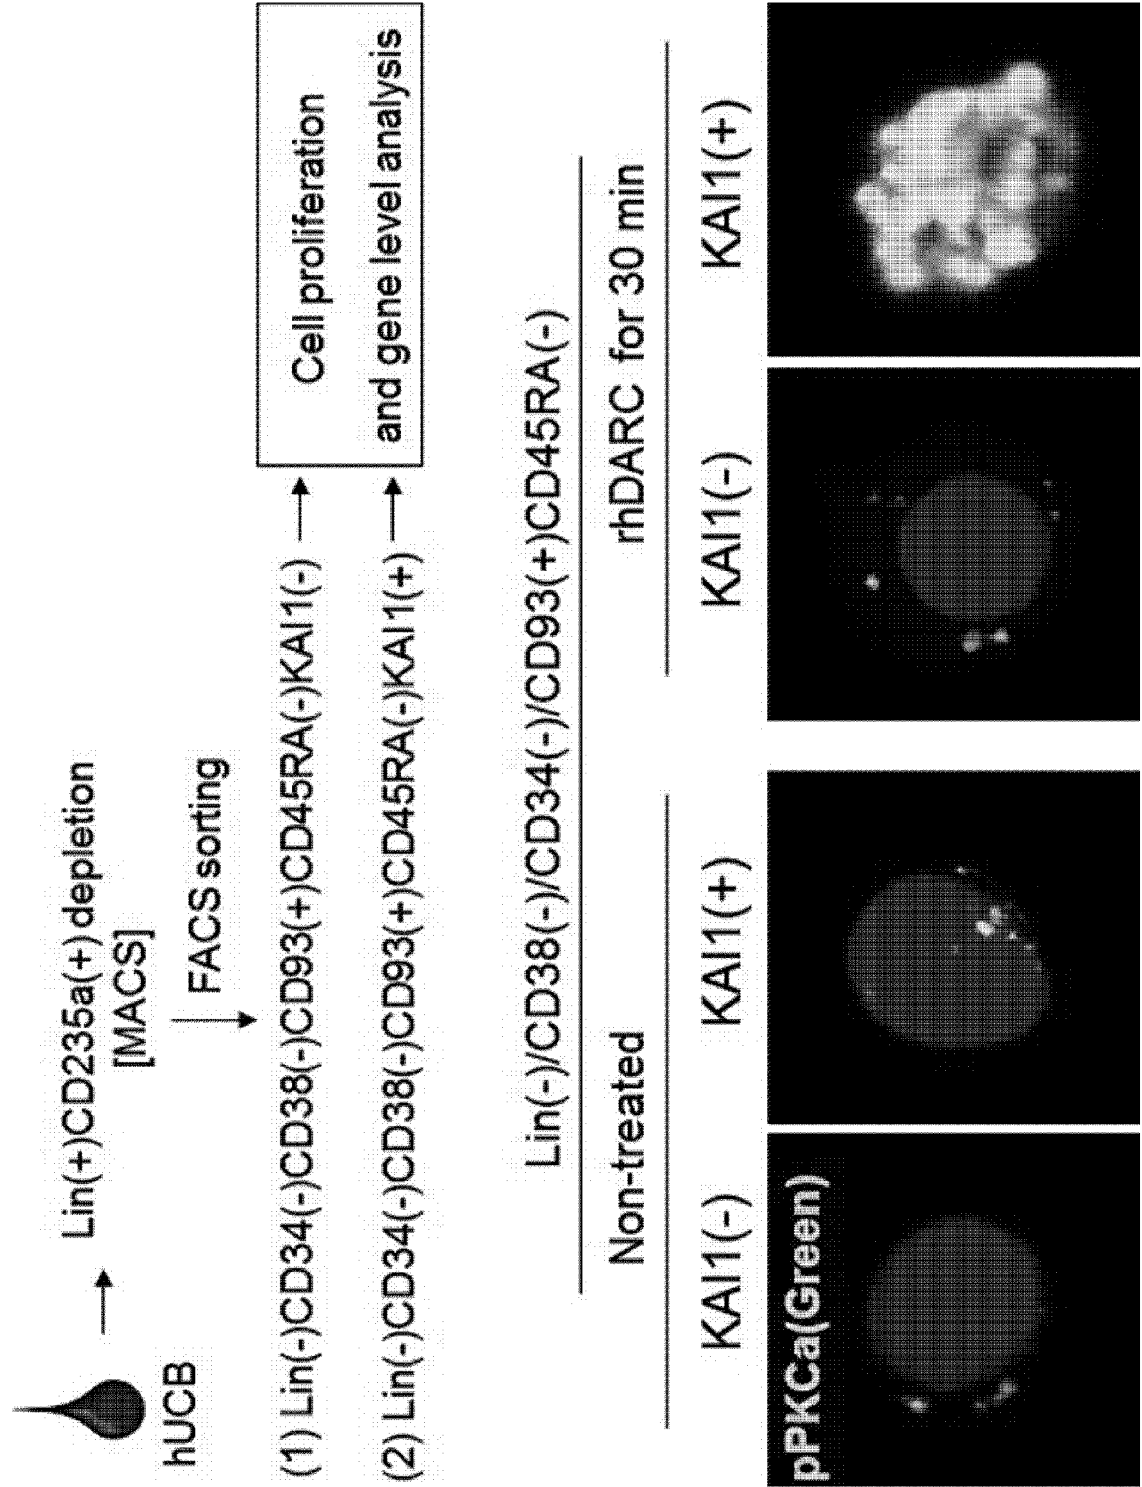 hUCB
Lin(+)CD235a(+) depletion
[MACS]
FACS sorting
(1) Lin(-)CD34(-)CD38(-)CD93(+)CD45RA(-)KAI1(-)
(2) Lin(-)CD34(-)CD38(-)CD93(+)CD45RA(-)KAI1(+)
Cell proliferation
and gene level analysis
Lin(-)/CD38(-)/CD34(-)/CD93(+)CD45RA(-)
Non-treated
rhDARC for 30 min
KAI1(-)
KAI1(+)
KAI1(-)
KAI1(+)
pPKCa(Green)